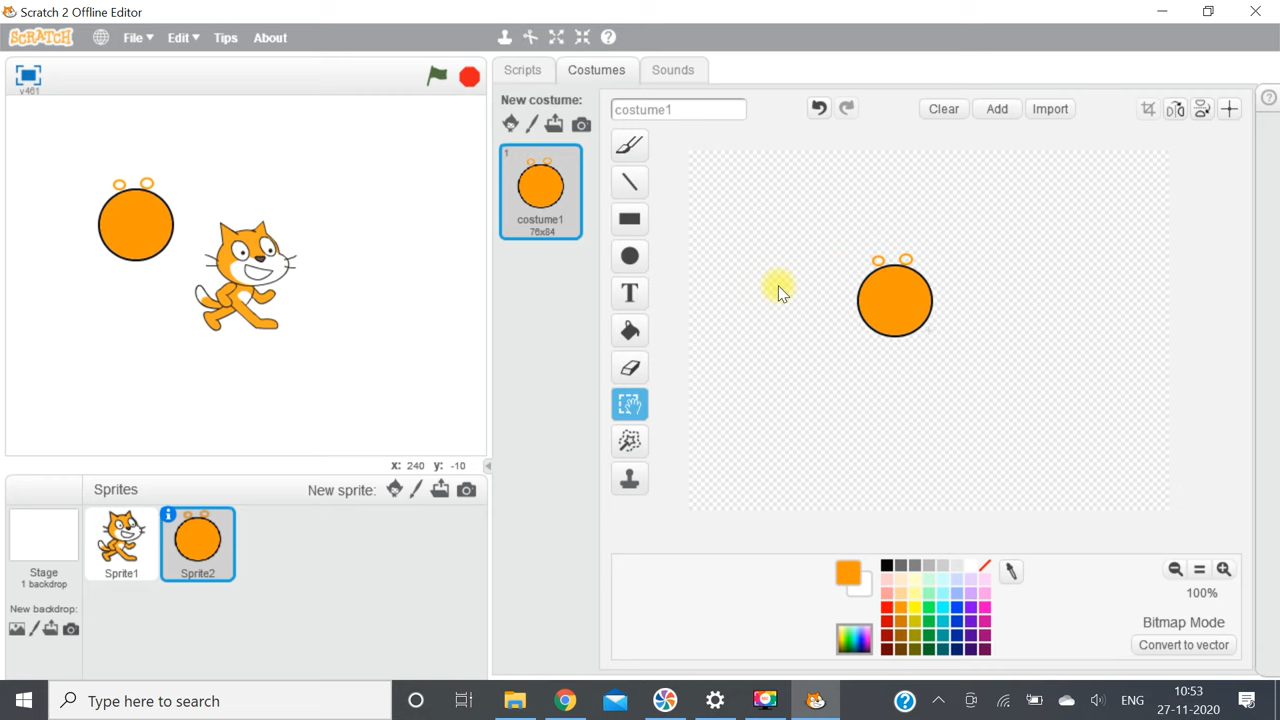 Scratch 2 Offline Editor
SCRATCH File Edit Tips About
v461
Scripts Costumes Sounds
New costume:
costume1
Clear Add Import
1
costume1
76x84
T
x: 240 y: -10
Sprites New sprite:
Stage
1 backdrop
Sprite1
Sprite2
New backdrop:
100%
Bitmap Mode
Convert to vector
Type here to search
ENG
10:53
27-11-2020